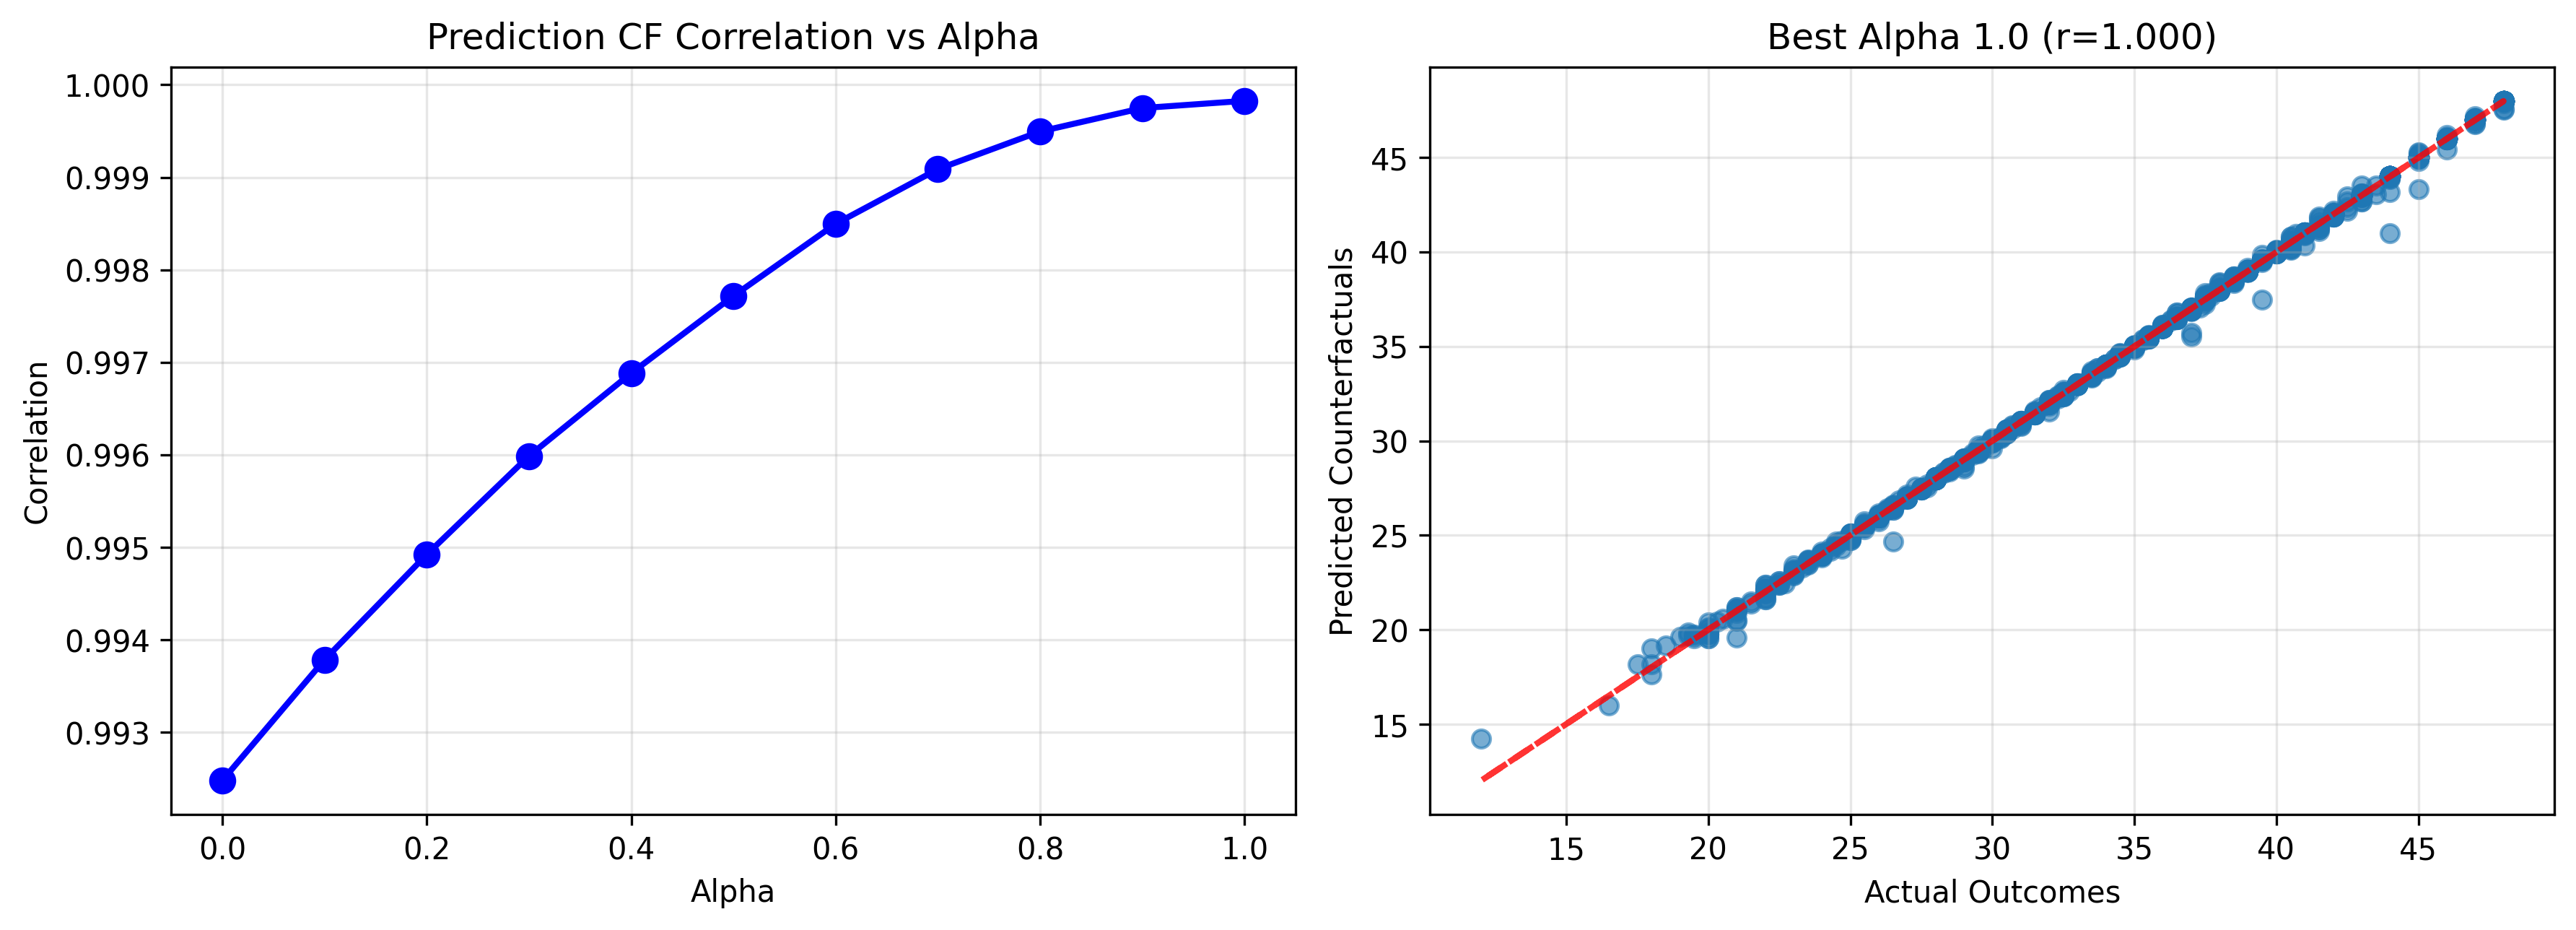 Prediction CF Correlation vs Alpha
Correlation
1.000
0.999
0.998
0.997
0.996
0.995
0.994
0.993
0.0 0.2 0.4 0.6 0.8 1.0
Alpha
Best Alpha 1.0 (r=1.000)
Predicted Counterfactuals
45
40
35
30
25
20
15
15 20 25 30 35 40 45
Actual Outcomes